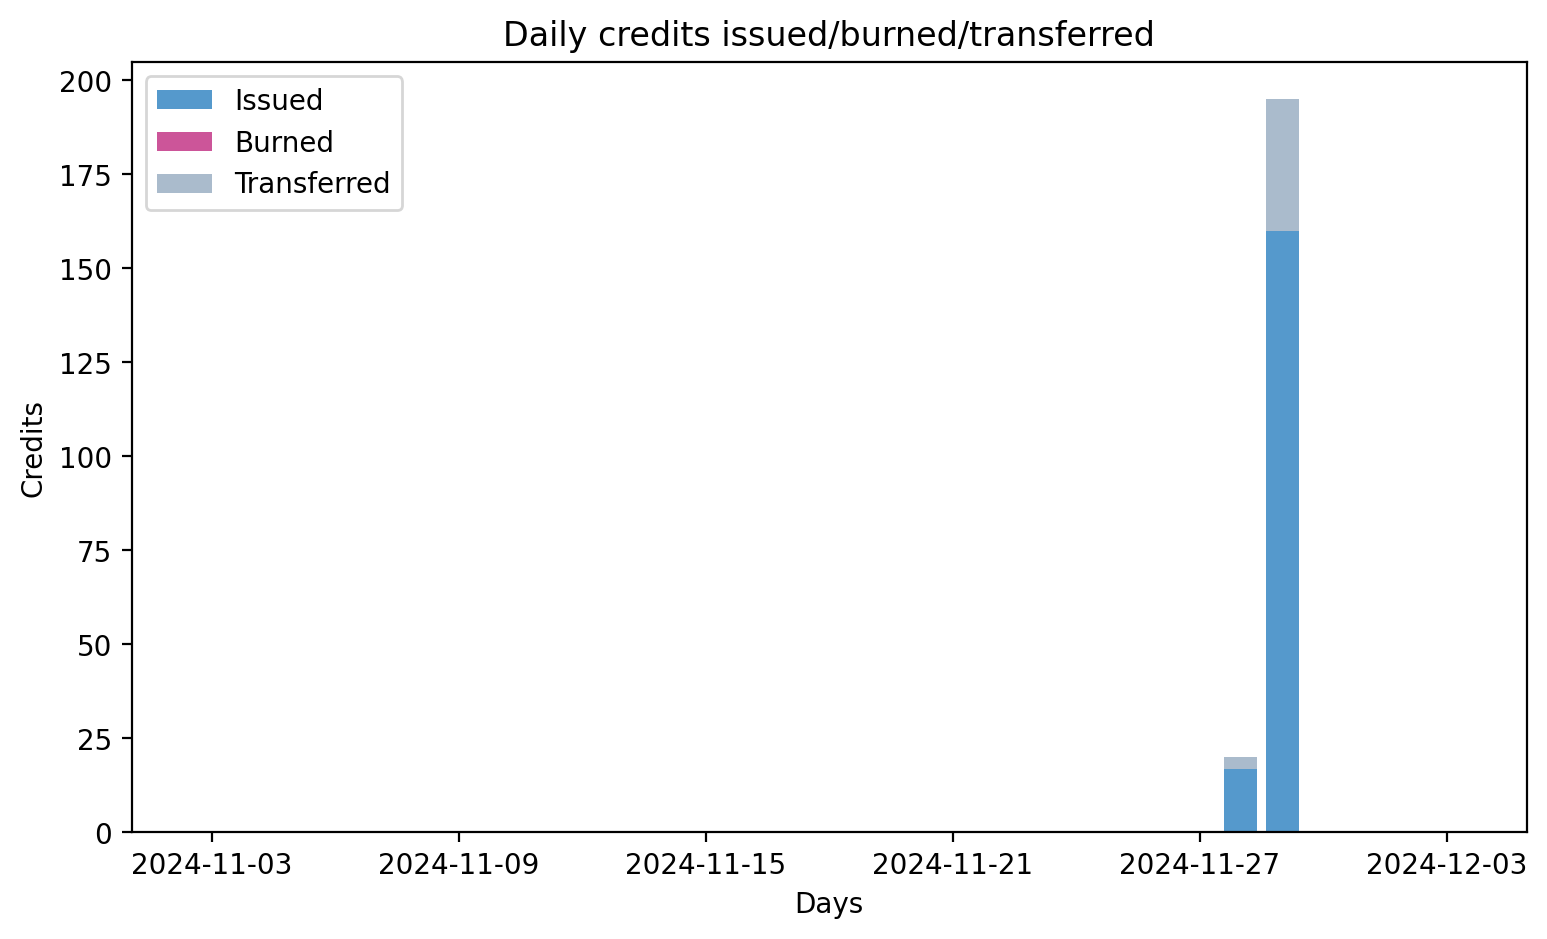 Daily credits issued/burned/transferred
200
175
150
125
100
75
50
25
0
Credits
Issued
Burned
Transferred
2024-11-03 2024-11-09 2024-11-15 2024-11-21 2024-11-27 2024-12-03
Days